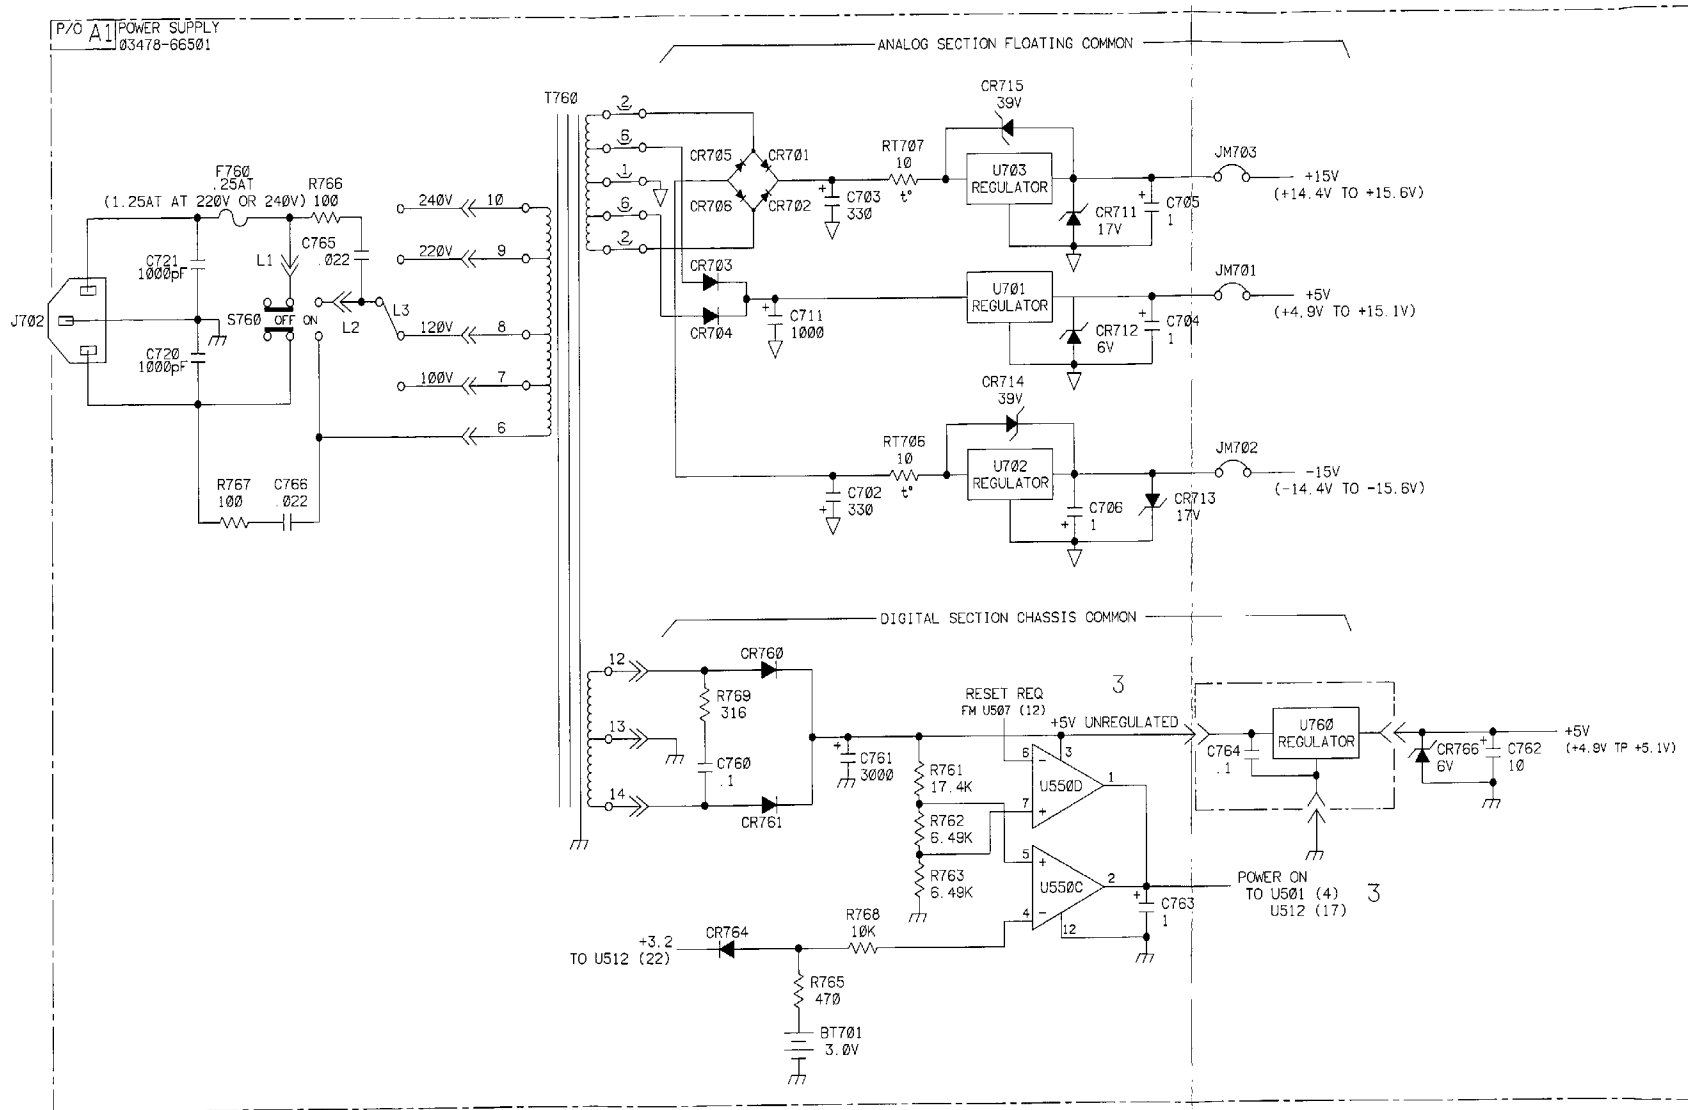 P/O A1 POWER SUPPLY
03478-66501
ANALOG SECTION FLOATING COMMON
T760
F760
.25AT
(1.25AT AT 220V OR 240V)
R766
100
C765
.022
C721
1000pF
L1
J702
S760 OFF ON
L2
L3
C720
1000pF
R767
100
C766
.022
240V 10
220V 9
120V 8
100V 7
6
2
6
1
6
2
CR705
CR701
CR706
CR702
+
C703
330
RT707
10
t°
CR715
39V
U703
REGULATOR
CR711
17V
+
C705
1
JM703
+15V
(+14.4V TO +15.6V)
CR703
CR704
+
C711
1000
U701
REGULATOR
CR712
6V
+
C704
1
JM701
+5V
(+4.9V TO +15.1V)
CR714
39V
RT706
10
t°
C702
330
+
U702
REGULATOR
C706
1
+
CR713
17V
JM702
-15V
(-14.4V TO -15.6V)
DIGITAL SECTION CHASSIS COMMON
12
13
14
CR760
R769
316
C760
.1
CR761
+
C761
3000
RESET REQ
FM U507 (12)
3
+5V UNREGULATED
R761
17.4K
R762
6.49K
R763
6.49K
6
-
3
U550D
1
7
+
5
+
U550C
2
4
-
12
+
C763
1
C764
.1
U760
REGULATOR
CR766
6V
+
C762
10
+5V
(+4.9V TP +5.1V)
POWER ON
TO U501 (4)
U512 (17)
3
+3.2
TO U512 (22)
CR764
R768
10K
R765
470
BT701
3.0V